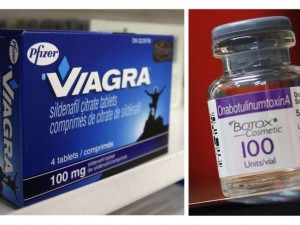 Pfizer
VIAGRA
sildenafil citrate tablets
comprimés de citrate de sildénafil
4 tablets / comprimés
100 mg
OnabotulinumtoxinA
BOTOX
Cosmetic
100
Units/vial